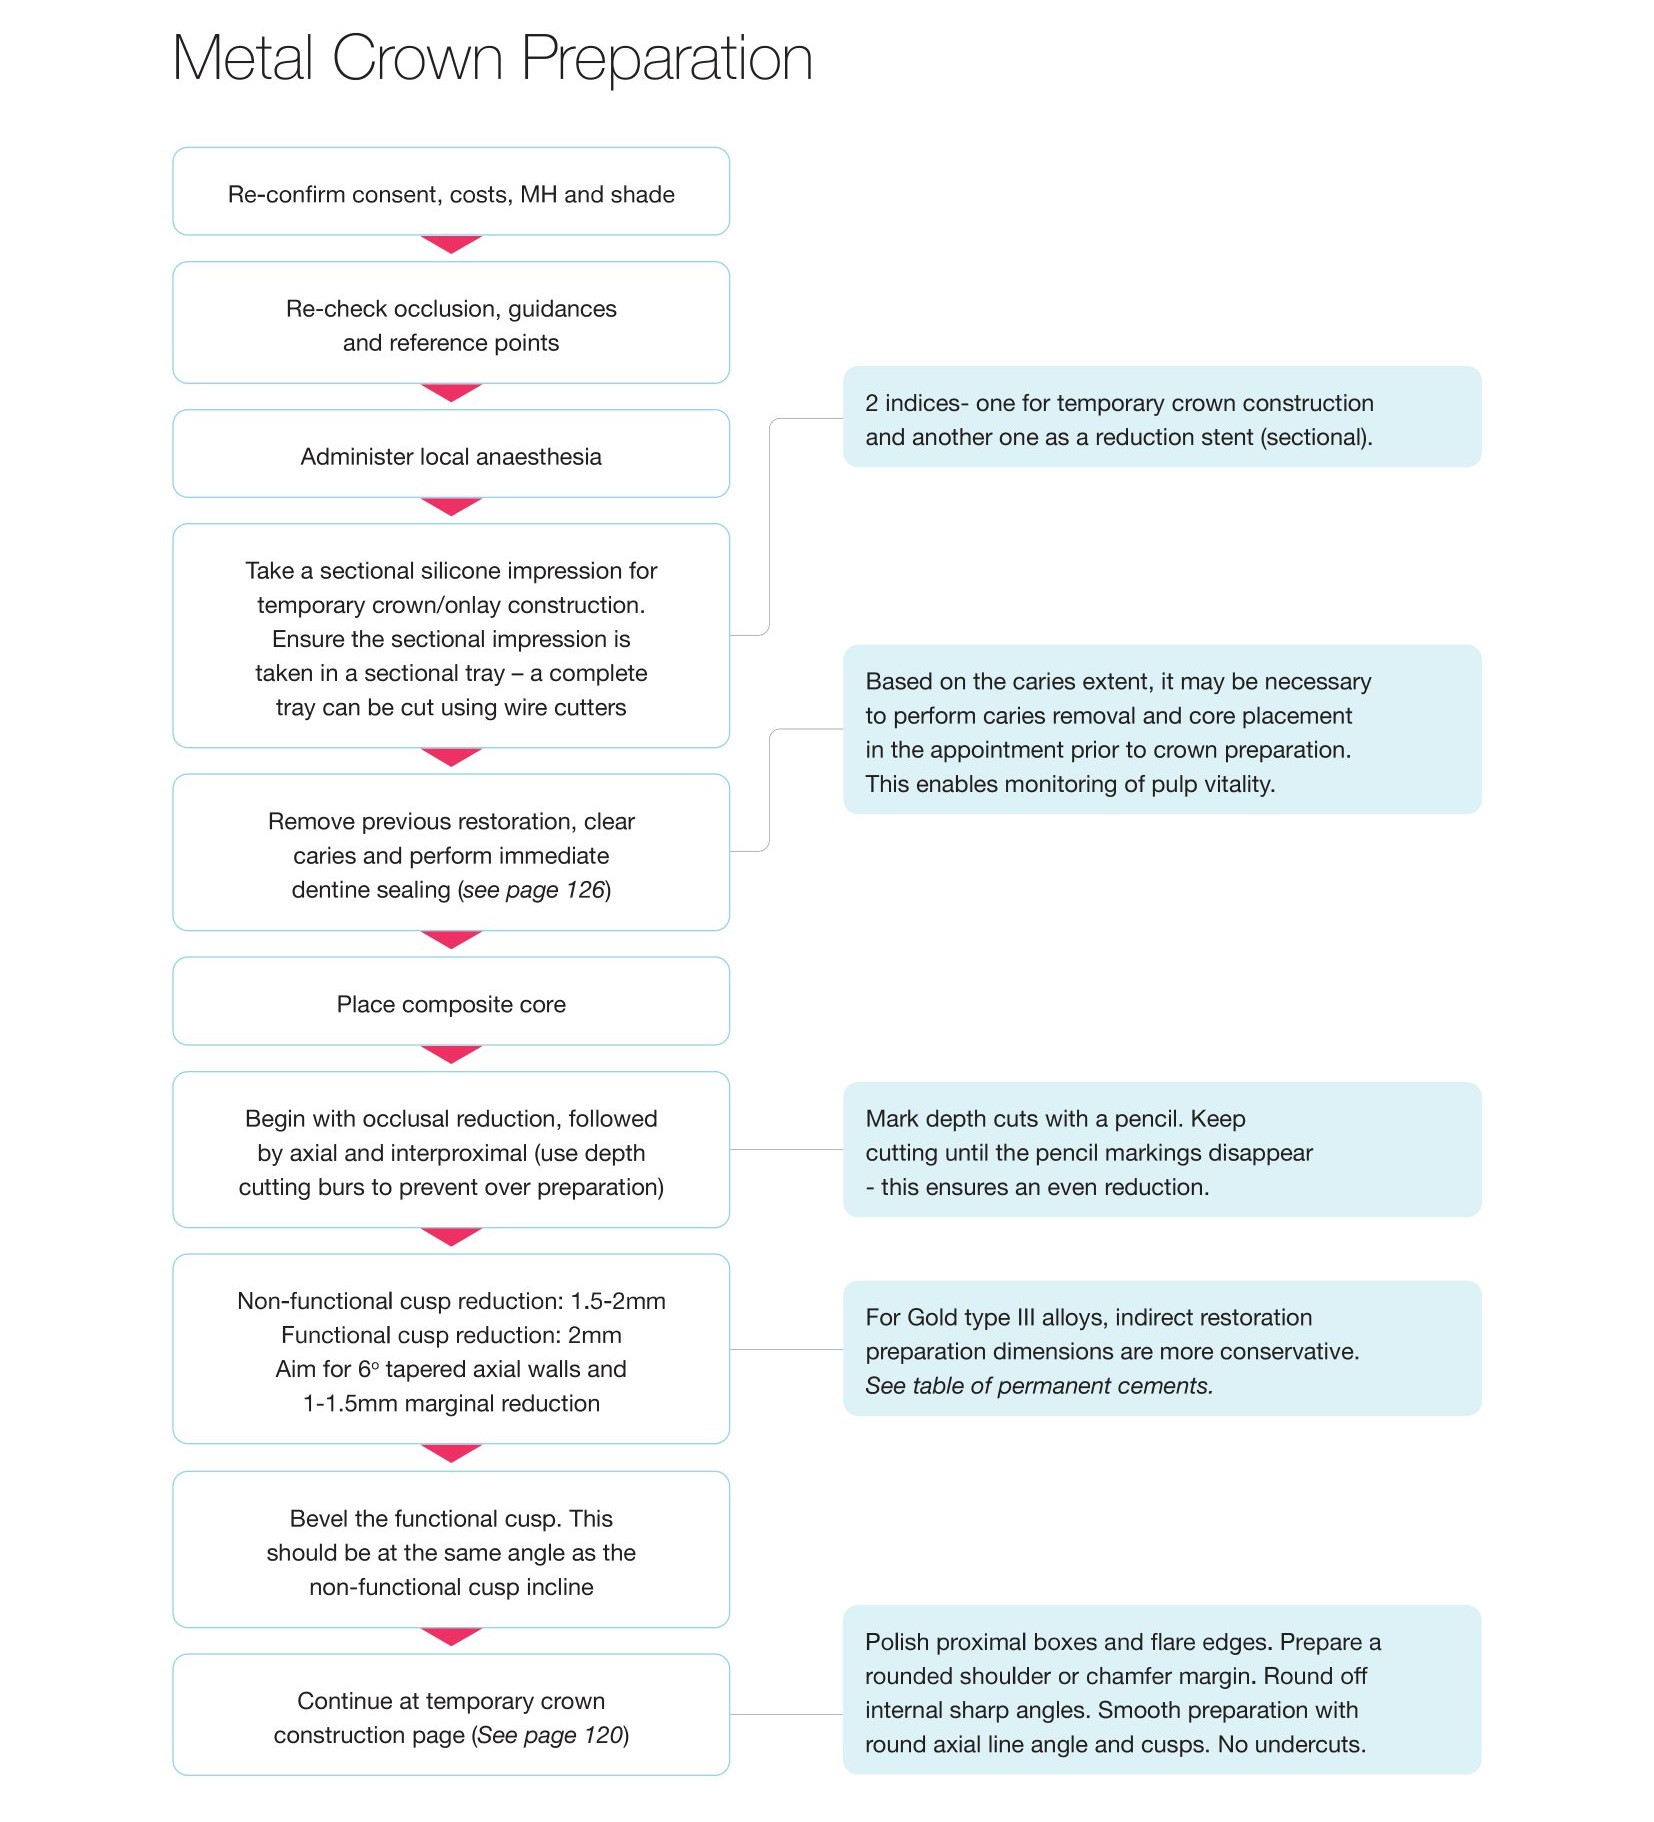 Metal Crown Preparation
Re-confirm consent, costs, MH and shade
Re-check occlusion, guidances
and reference points
Administer local anaesthesia
2 indices- one for temporary crown construction
and another one as a reduction stent (sectional).
Take a sectional silicone impression for
temporary crown/onlay construction.
Ensure the sectional impression is
taken in a sectional tray – a complete
tray can be cut using wire cutters
Based on the caries extent, it may be necessary
to perform caries removal and core placement
in the appointment prior to crown preparation.
This enables monitoring of pulp vitality.
Remove previous restoration, clear
caries and perform immediate
dentine sealing (see page 126)
Place composite core
Begin with occlusal reduction, followed
by axial and interproximal (use depth
cutting burs to prevent over preparation)
Mark depth cuts with a pencil. Keep
cutting until the pencil markings disappear
- this ensures an even reduction.
Non-functional cusp reduction: 1.5-2mm
Functional cusp reduction: 2mm
Aim for 6º tapered axial walls and
1-1.5mm marginal reduction
For Gold type III alloys, indirect restoration
preparation dimensions are more conservative.
See table of permanent cements.
Bevel the functional cusp. This
should be at the same angle as the
non-functional cusp incline
Continue at temporary crown
construction page (See page 120)
Polish proximal boxes and flare edges. Prepare a
rounded shoulder or chamfer margin. Round off
internal sharp angles. Smooth preparation with
round axial line angle and cusps. No undercuts.